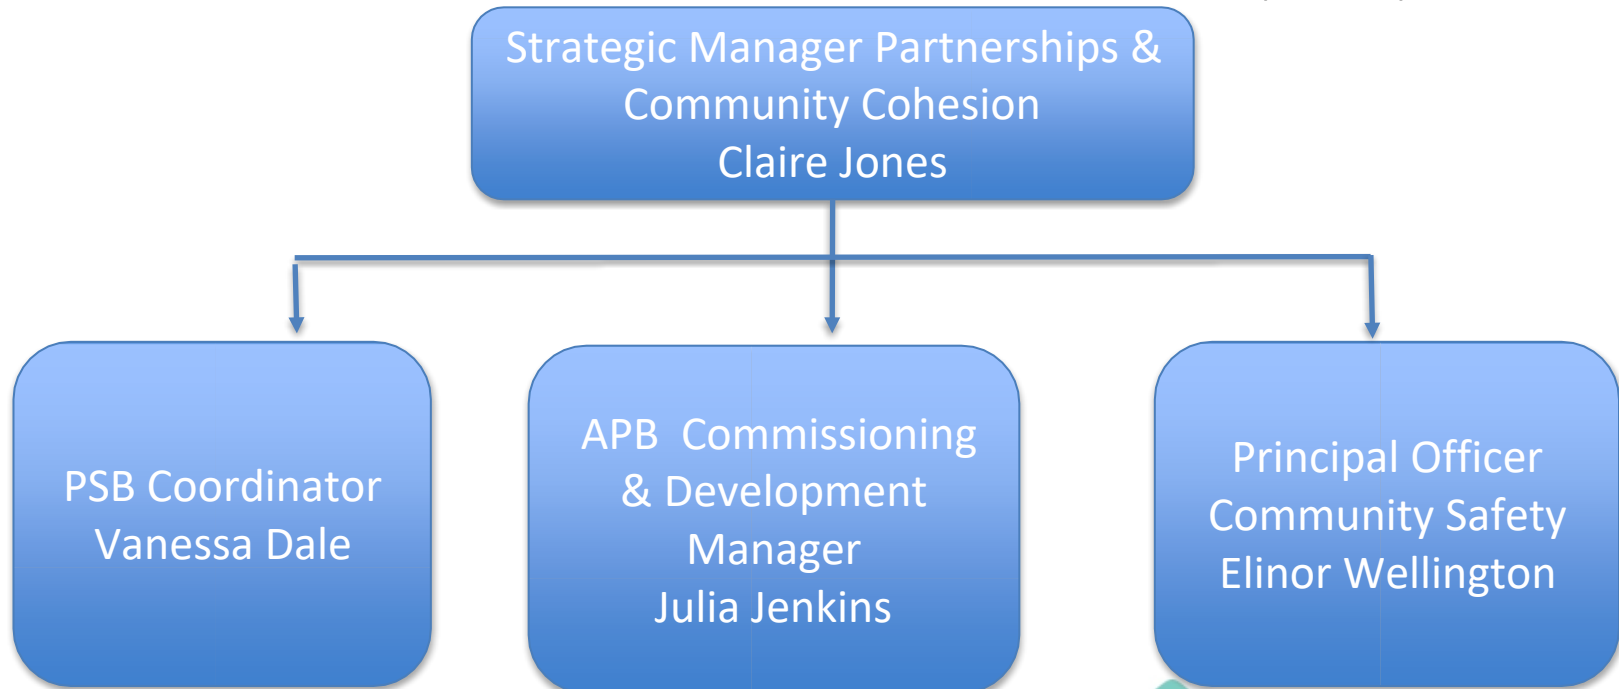 Strategic Manager Partnerships &
Community Cohesion
Claire Jones
PSB Coordinator
Vanessa Dale
APB Commissioning
& Development
Manager
Julia Jenkins
Principal Officer
Community Safety
Elinor Wellington